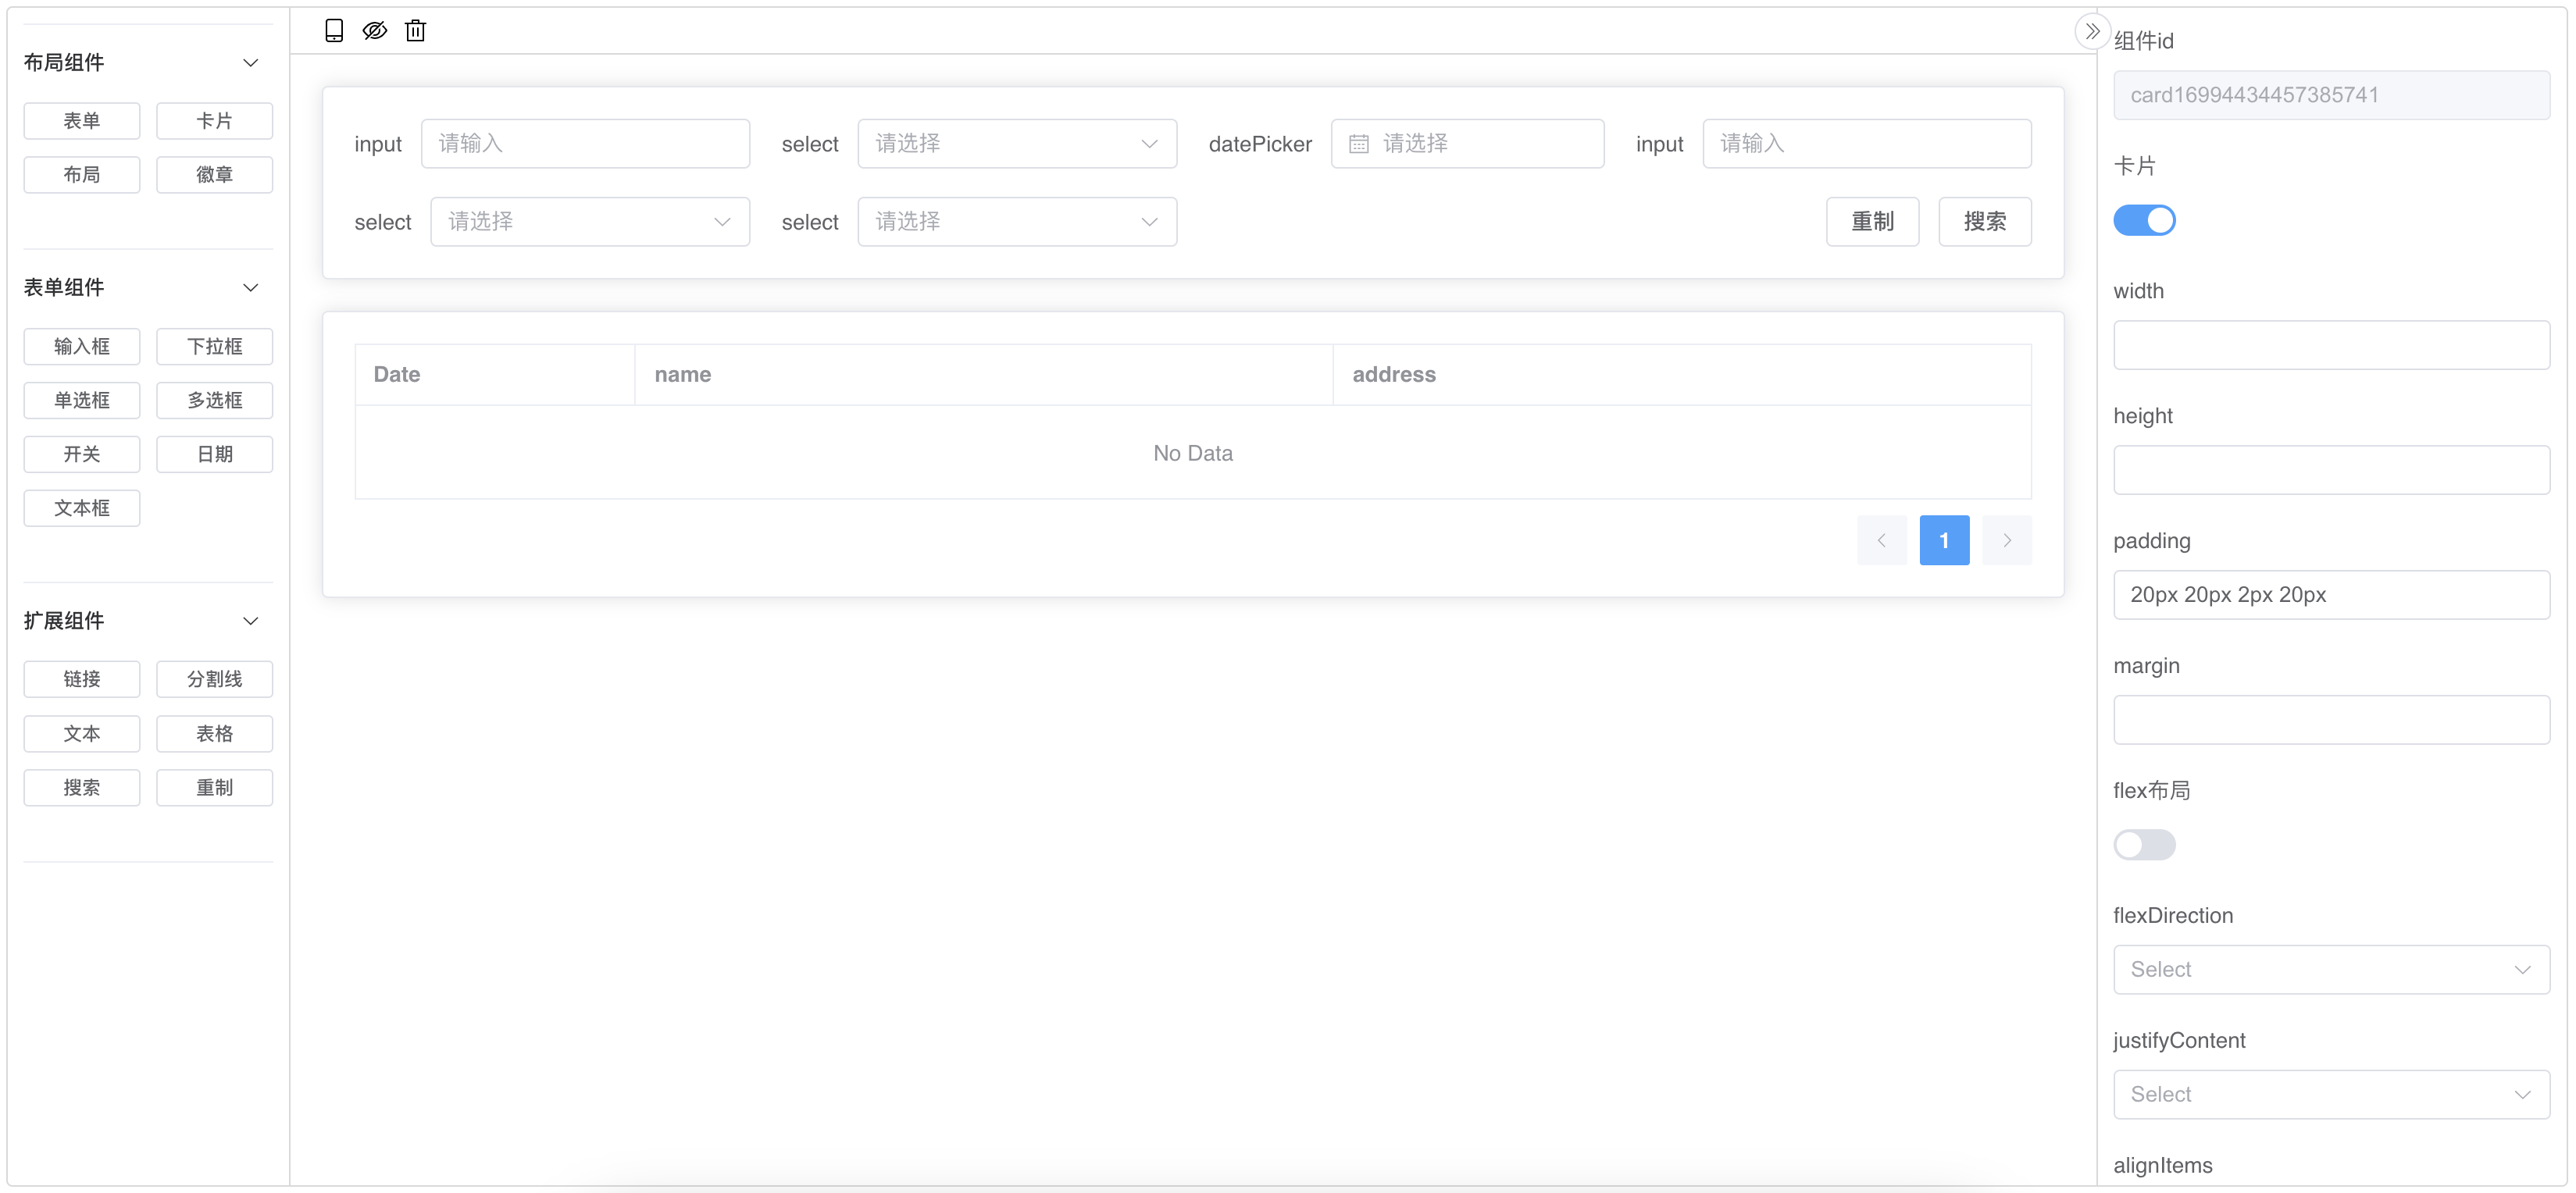 布局组件
表单 卡片
布局 徽章
表单组件
输入框 下拉框
单选框 多选框
开关 日期
文本框
扩展组件
链接 分割线
文本 表格
搜索 重制
input 请输入 select 请选择 datePicker 请选择 input 请输入
select 请选择 select 请选择 重制 搜索
Date name address
No Data
1
组件id
card16994434457385741
卡片
width
height
padding
20px 20px 2px 20px
margin
flex布局
flexDirection
Select
justifyContent
Select
alignItems